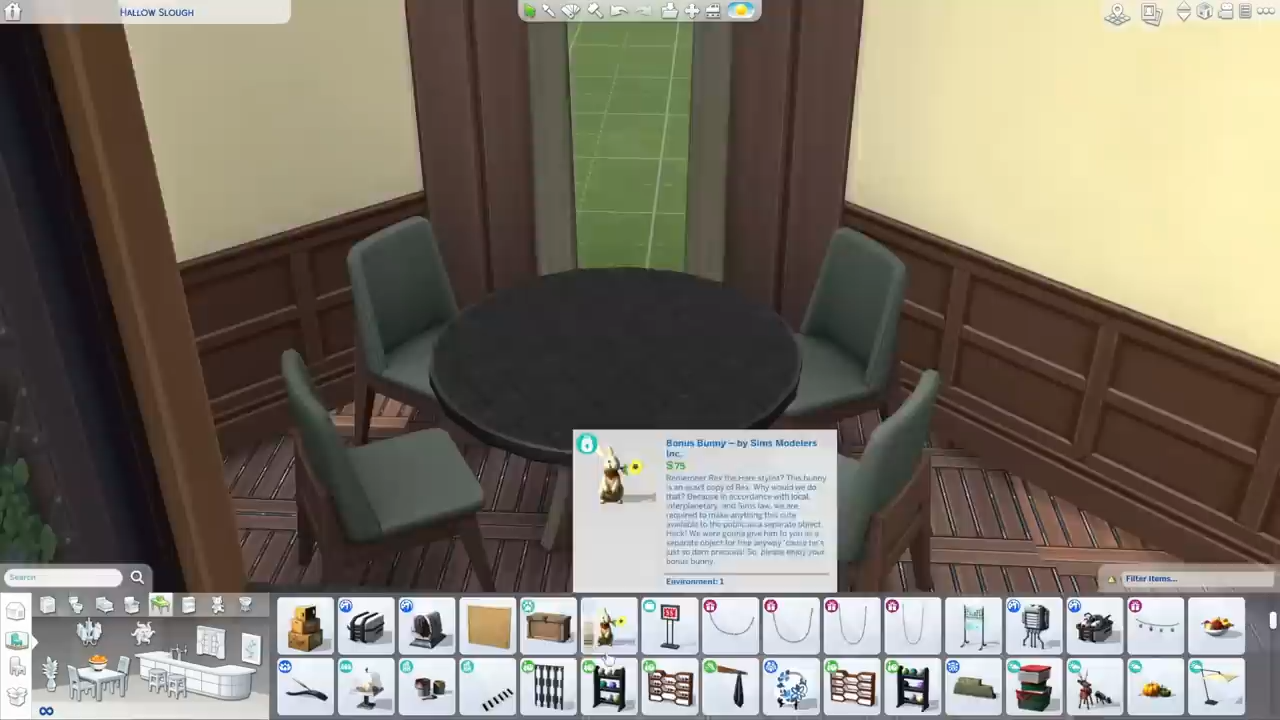 HALLOW SLOUGH
Bonus Bunny – by Sims Modelers
Inc.
$75
Remember Rex the Hare stylist? This bunny
is an exact copy of Rex. Why would we do
that? Because in accordance with local,
interplanetary, and Sims law, we are
required to make anything this cute
available to the public as a separate object.
Heck! We were gonna give him to you as a
separate object for free anyway 'cause he's
just so darn precious! So, please enjoy your
bonus bunny.
Environment: 1
Search
Filter Items...